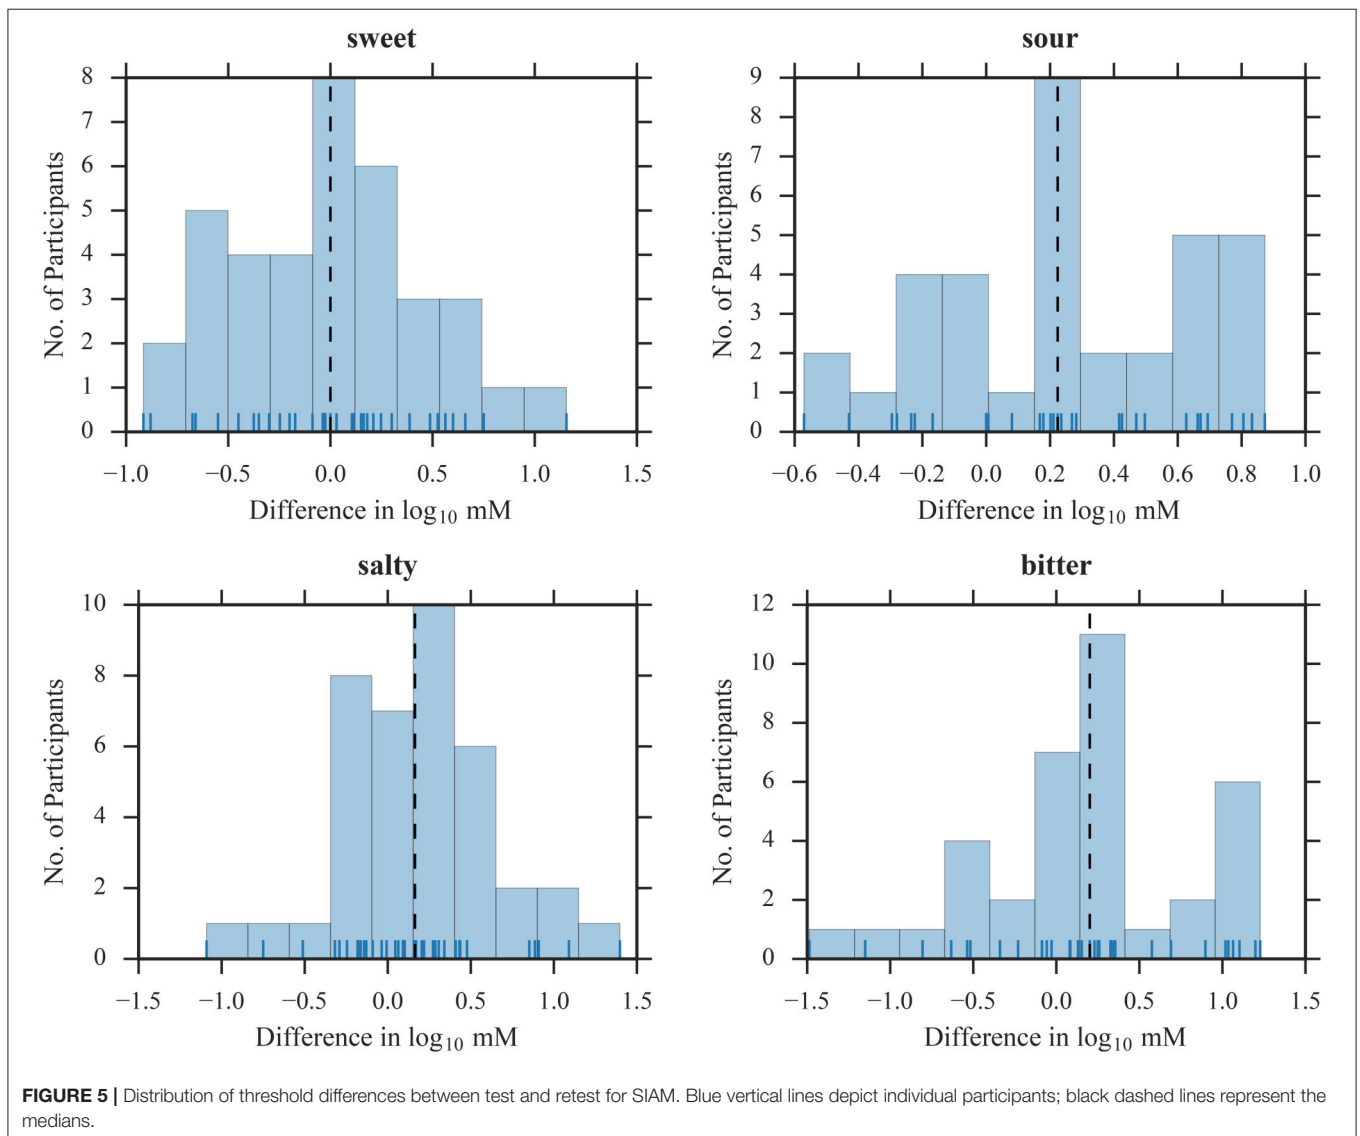 sweet
8
7
6
5
4
3
2
1
0
No. of Participants
−1.0 −0.5 0.0 0.5 1.0 1.5
Difference in log₁₀ mM
sour
9
8
7
6
5
4
3
2
1
0
No. of Participants
−0.6 −0.4 −0.2 0.0 0.2 0.4 0.6 0.8 1.0
Difference in log₁₀ mM
salty
10
8
6
4
2
0
No. of Participants
−1.5 −1.0 −0.5 0.0 0.5 1.0 1.5
Difference in log₁₀ mM
bitter
12
10
8
6
4
2
0
No. of Participants
−1.5 −1.0 −0.5 0.0 0.5 1.0 1.5
Difference in log₁₀ mM
FIGURE 5 | Distribution of threshold differences between test and retest for SIAM. Blue vertical lines depict individual participants; black dashed lines represent the
medians.